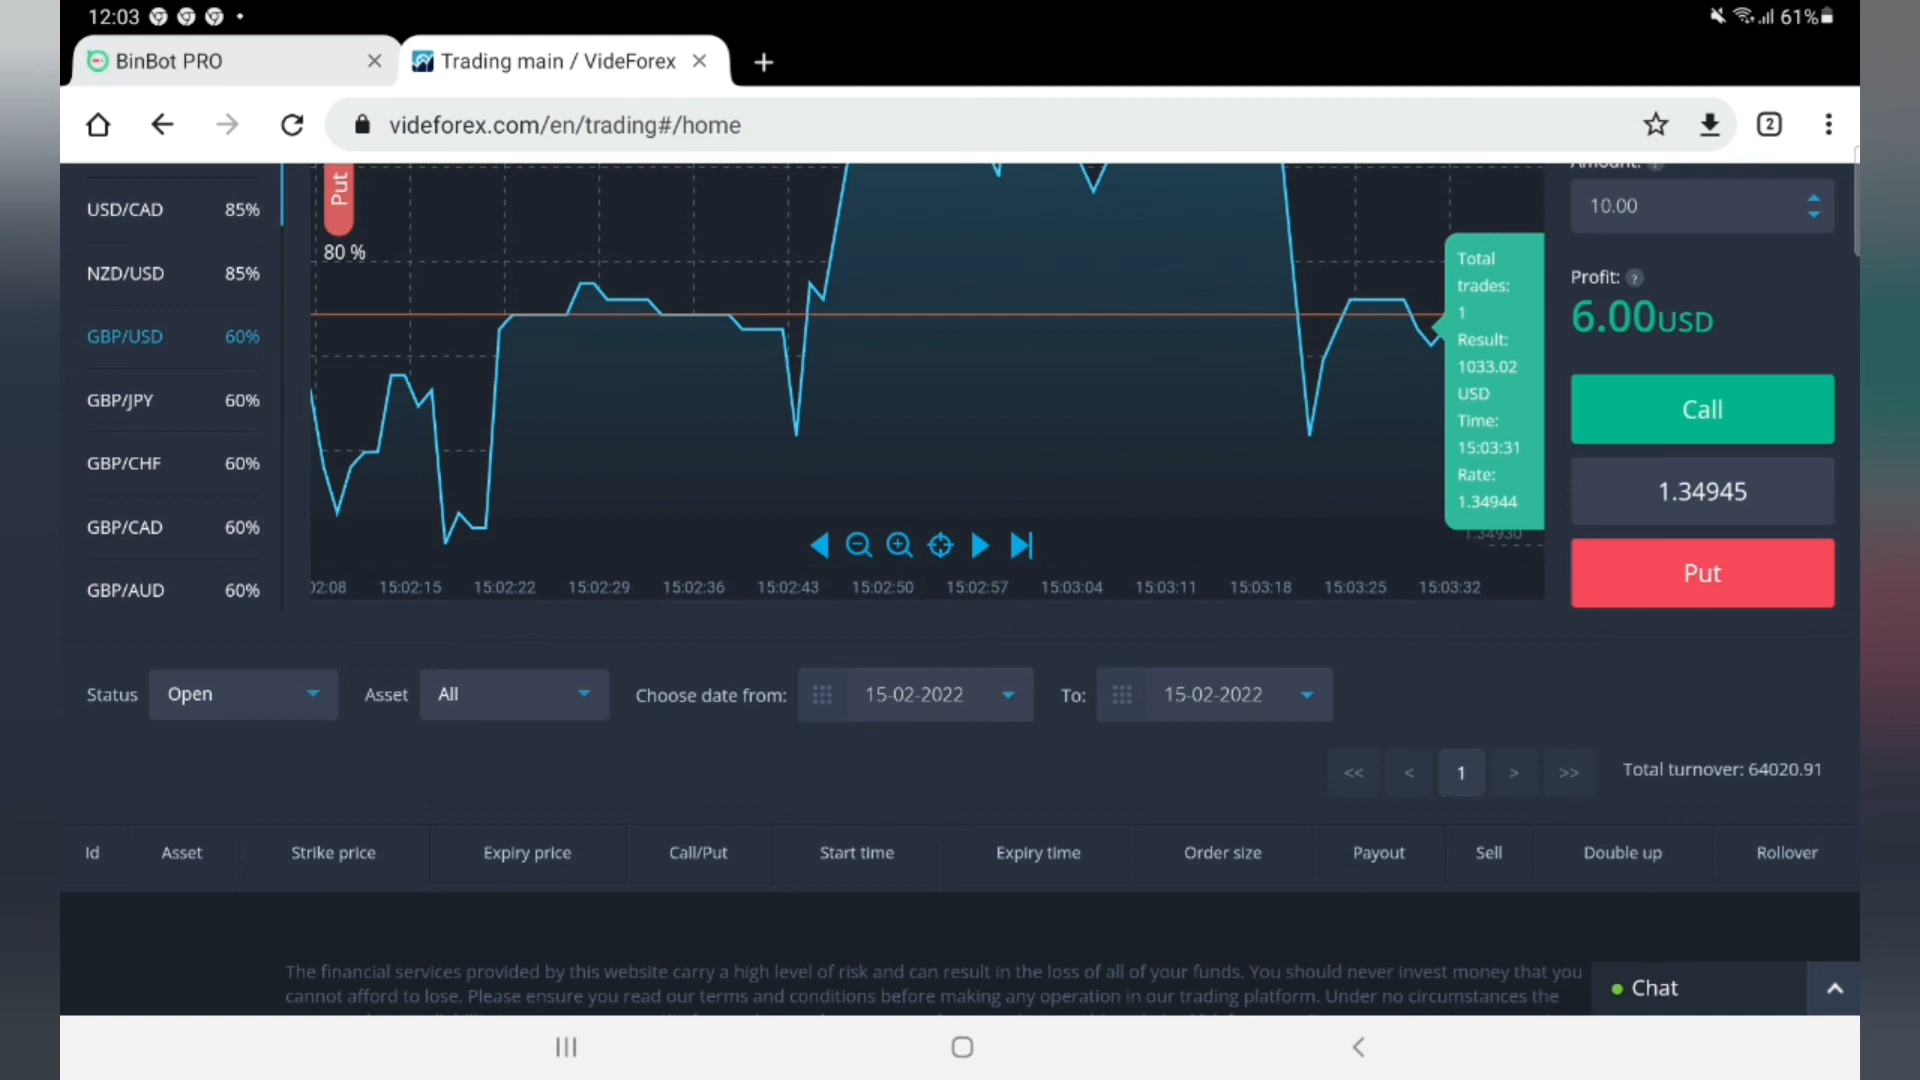 12:03
61%
BinBot PRO
Trading main / VideForex
videforex.com/en/trading#/home
2
USD/CAD 85%
NZD/USD 85%
GBP/USD 60%
GBP/JPY 60%
GBP/CHF 60%
GBP/CAD 60%
GBP/AUD 60%
Put
80 %
Total
trades:
1
Result:
1033.02
USD
Time:
15:03:31
Rate:
1.34944
1.34930
02:08 15:02:15 15:02:22 15:02:29 15:02:36 15:02:43 15:02:50 15:02:57 15:03:04 15:03:11 15:03:18 15:03:25 15:03:32
Amount: ?
10.00
Profit: ?
6.00USD
Call
1.34945
Put
Status Open Asset All Choose date from: 15-02-2022 To: 15-02-2022
<< < 1 > >> Total turnover: 64020.91
Id Asset Strike price Expiry price Call/Put Start time Expiry time Order size Payout Sell Double up Rollover
The financial services provided by this website carry a high level of risk and can result in the loss of all of your funds. You should never invest money that you
cannot afford to lose. Please ensure you read our terms and conditions before making any operation in our trading platform. Under no circumstances the
Chat